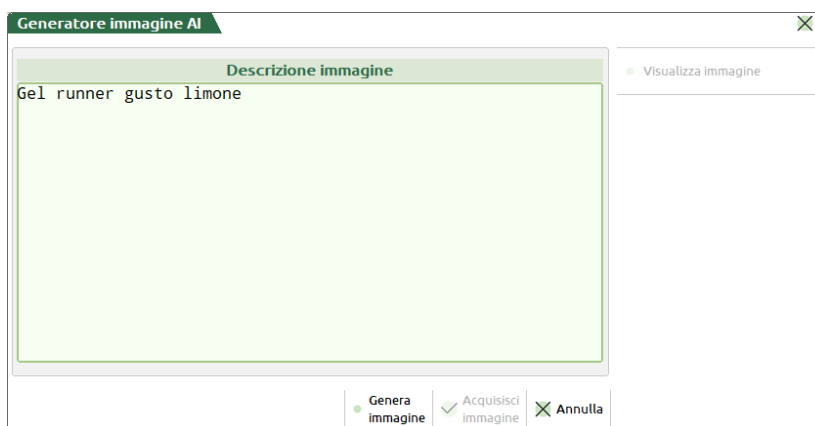 Generatore immagine AI
Descrizione immagine
Visualizza immagine
Gel runner gusto limone
Genera
immagine
Acquisisci
immagine
Annulla